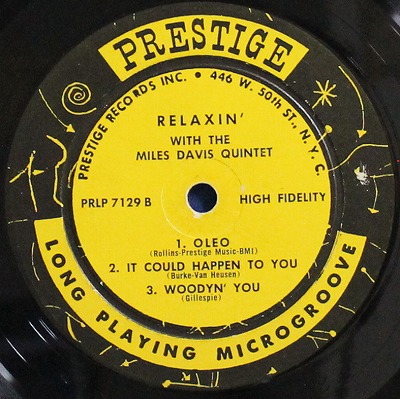 PRESTIGE
PRESTIGE RECORDS INC. • 446 W. 50th ST., N. Y. C.
RELAXIN'
WITH THE
MILES DAVIS QUINTET
PRLP 7129 B
HIGH FIDELITY
1. OLEO
(Rollins-Prestige Music-BMI)
2. IT COULD HAPPEN TO YOU
(Burke-Van Heusen)
3. WOODYN' YOU
(Gillespie)
LONG PLAYING MICROGROOVE